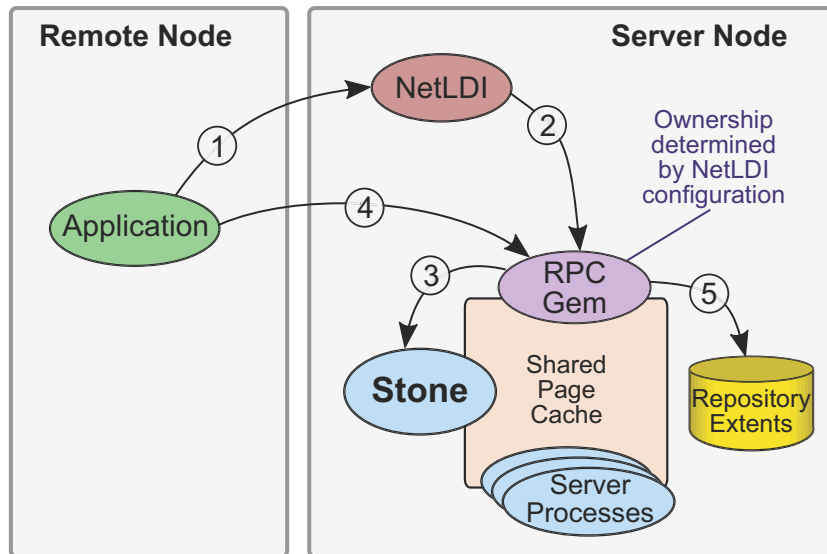 Remote Node
Server Node
NetLDI
1
2
Ownership
determined
by NetLDI
configuration
Application
4
RPC
Gem
3
5
Stone
Shared
Page
Cache
Repository
Extents
Server
Processes